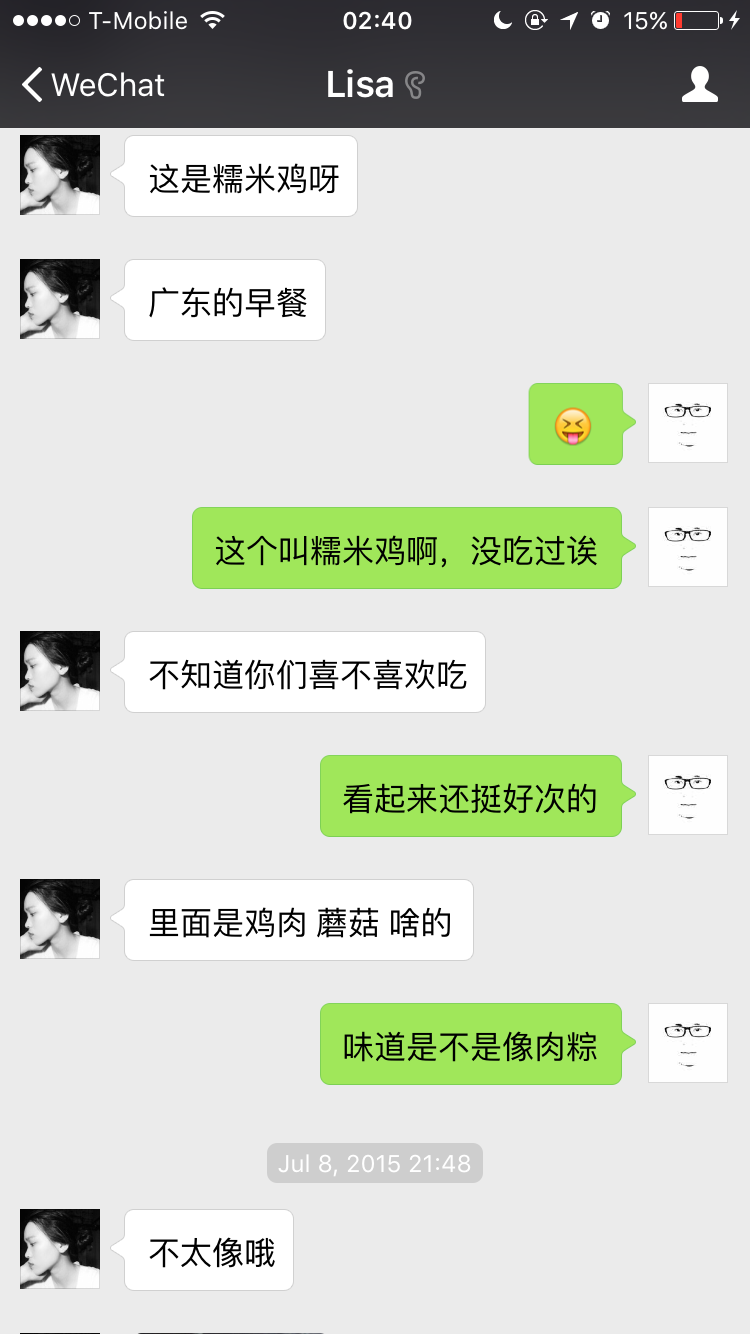 T-Mobile 02:40 15%
WeChat Lisa
这是糯米鸡呀
广东的早餐
这个叫糯米鸡啊，没吃过诶
不知道你们喜不喜欢吃
看起来还挺好次的
里面是鸡肉 蘑菇 啥的
味道是不是像肉粽
Jul 8, 2015 21:48
不太像哦